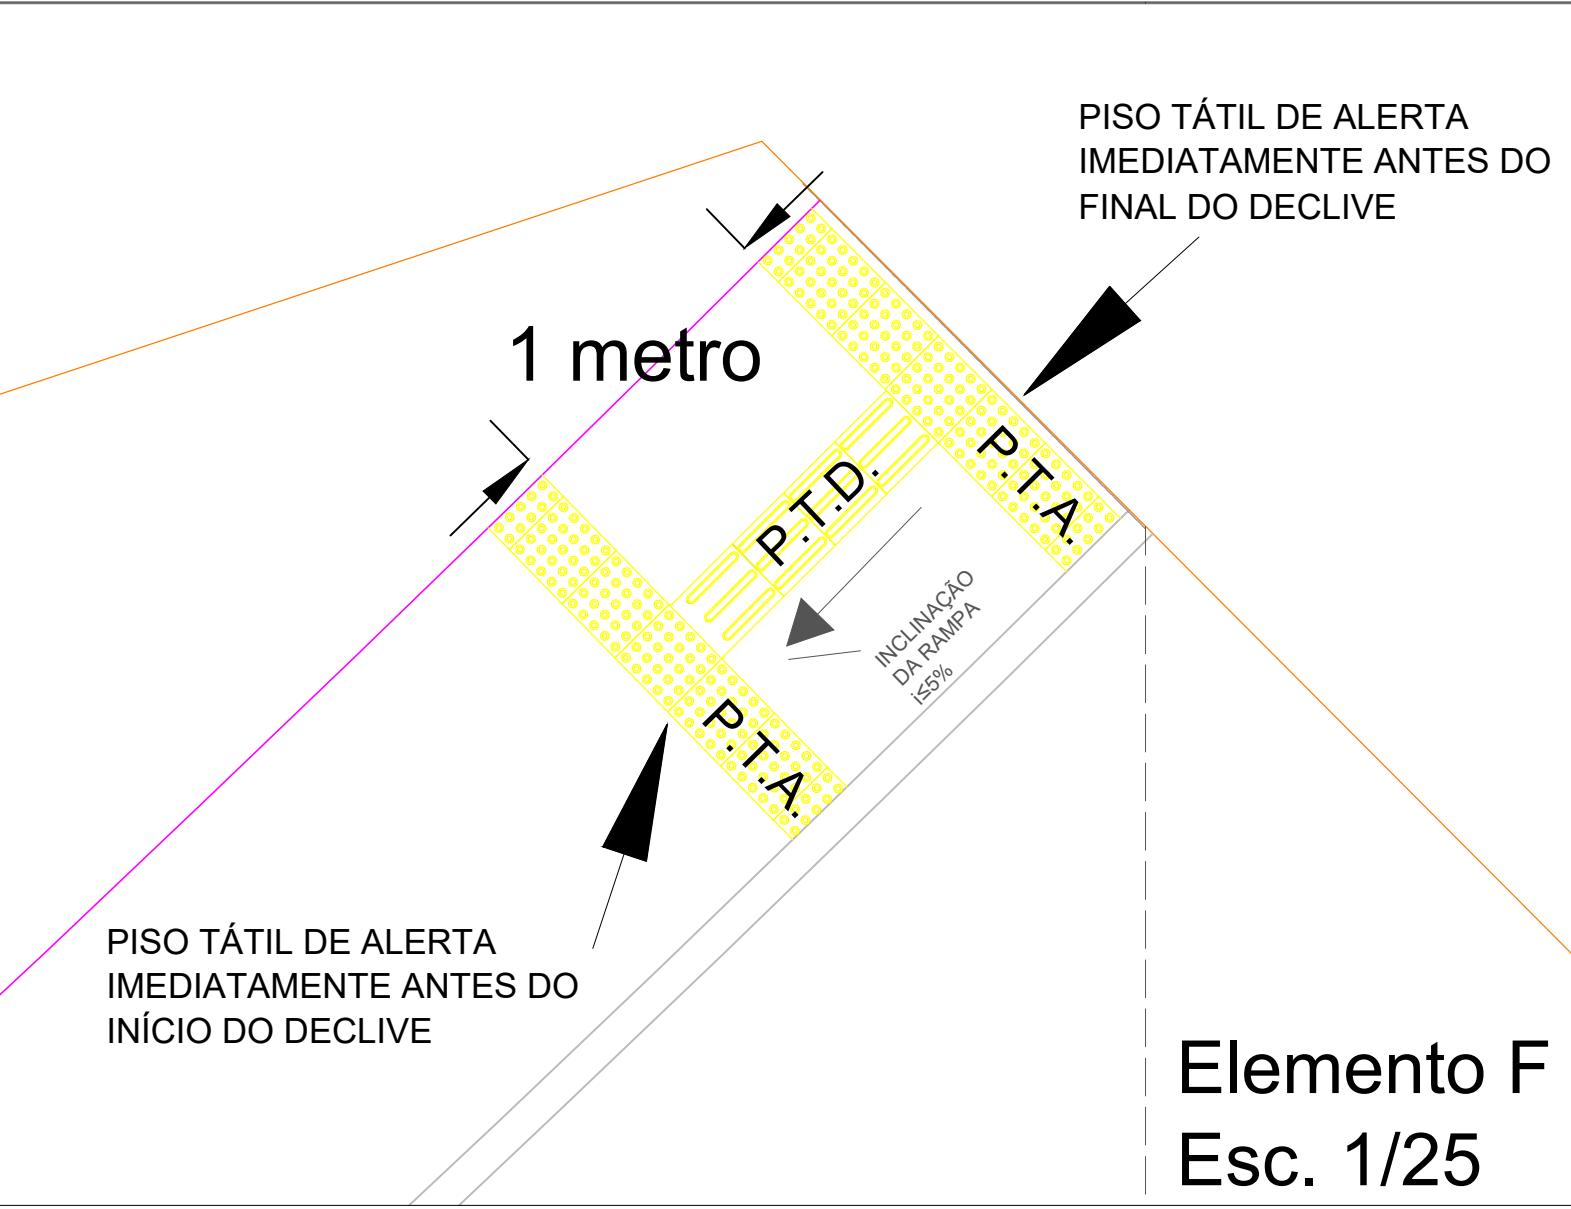 PISO TÁTIL DE ALERTA
IMEDIATAMENTE ANTES DO
FINAL DO DECLIVE
1 metro
P.T.A.
P.T.D.
INCLINAÇÃO
DA RAMPA
i≤5%
P.T.A.
PISO TÁTIL DE ALERTA
IMEDIATAMENTE ANTES DO
INÍCIO DO DECLIVE
Elemento F
Esc. 1/25